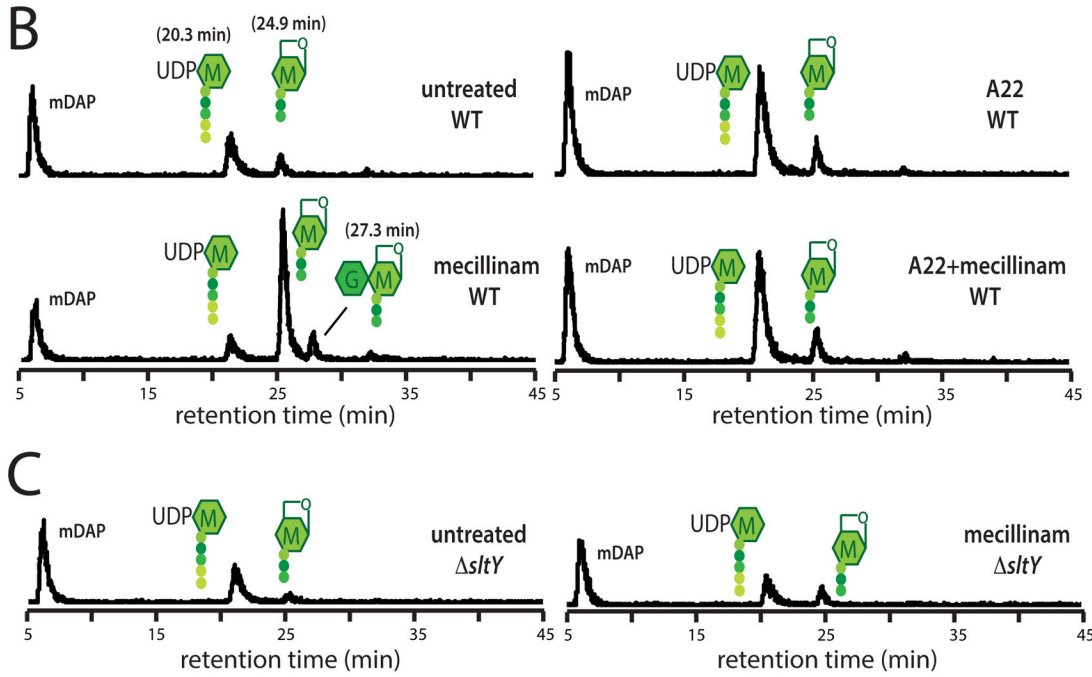 B
(20.3 min)
(24.9 min)
UDP M
M O
mDAP
untreated
WT
UDP M
M O
mDAP
A22
WT
UDP M
M O
(27.3 min)
G M O
mDAP
mecillinam
WT
5 15 25 35 45
retention time (min)
UDP M
M O
mDAP
A22+mecillinam
WT
5 15 25 35 45
retention time (min)
C
UDP M
M O
mDAP
untreated
ΔsltY
5 15 25 35 45
retention time (min)
UDP M
M O
mDAP
mecillinam
ΔsltY
5 15 25 35 45
retention time (min)